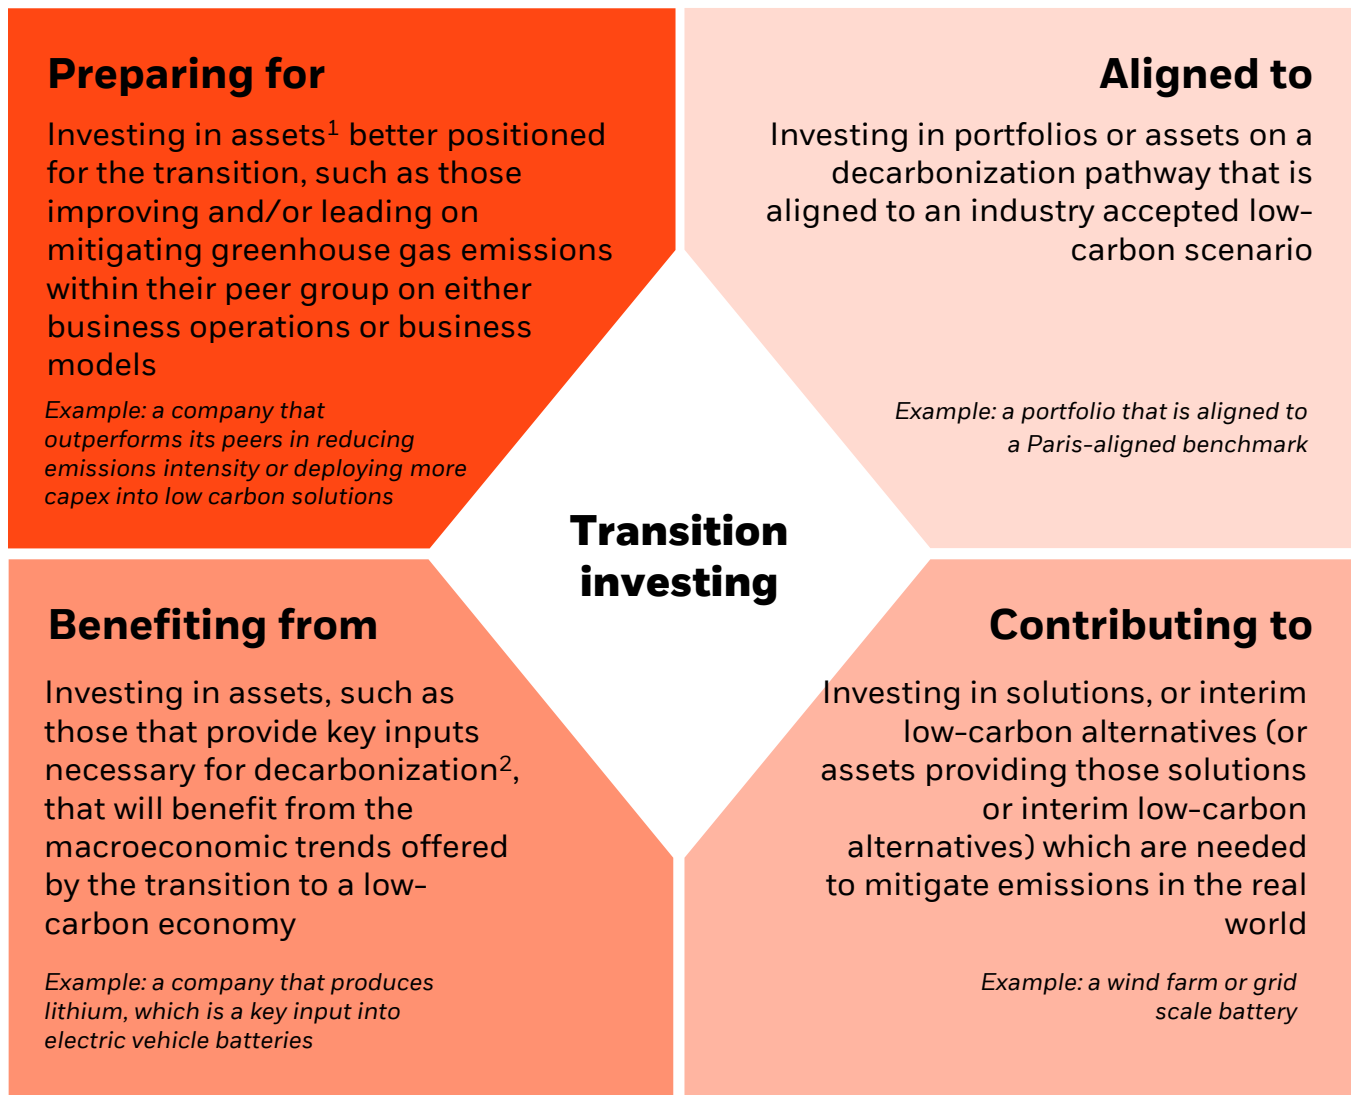 Preparing for
Investing in assets¹ better positioned
for the transition, such as those
improving and/or leading on
mitigating greenhouse gas emissions
within their peer group on either
business operations or business
models
Example: a company that
outperforms its peers in reducing
emissions intensity or deploying more
capex into low carbon solutions
Aligned to
Investing in portfolios or assets on a
decarbonization pathway that is
aligned to an industry accepted low-
carbon scenario
Example: a portfolio that is aligned to
a Paris-aligned benchmark
Transition
investing
Benefiting from
Investing in assets, such as
those that provide key inputs
necessary for decarbonization²,
that will benefit from the
macroeconomic trends offered
by the transition to a low-
carbon economy
Example: a company that produces
lithium, which is a key input into
electric vehicle batteries
Contributing to
Investing in solutions, or interim
low-carbon alternatives (or
assets providing those solutions
or interim low-carbon
alternatives) which are needed
to mitigate emissions in the real
world
Example: a wind farm or grid
scale battery